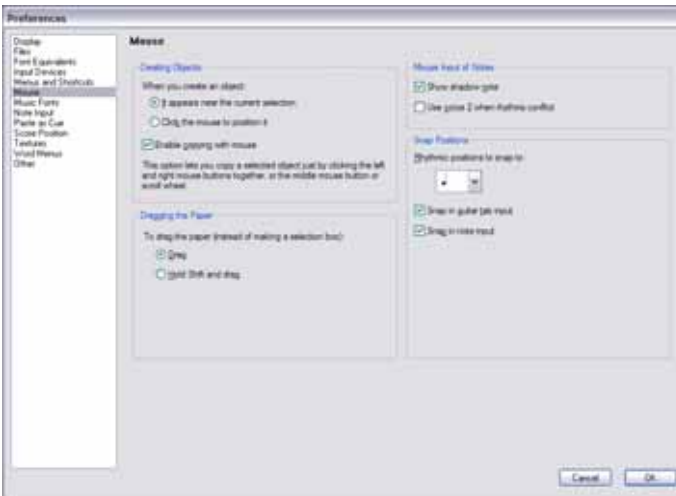 Preferences
Display
Files
Font Equivalents
Input Devices
Menus and Shortcuts
Mouse
Music Fonts
Note Input
Paste as Cue
Score Position
Textures
Word Menus
Other
Mouse
Creating Objects
When you create an object:
It appears near the current selection
Click the mouse to position it
Enable copying with mouse
This option lets you copy a selected object just by clicking the left
and right mouse buttons together, or the middle mouse button or
scroll wheel.
Dragging the Paper
To drag the paper (instead of making a selection box):
Drag
Hold Shift and drag
Mouse Input of Notes
Show shadow note
Use voice 2 when rhythms conflict
Snap Positions
Rhythmic positions to snap to:
Snap in guitar tab input
Snap in note input
Cancel
OK